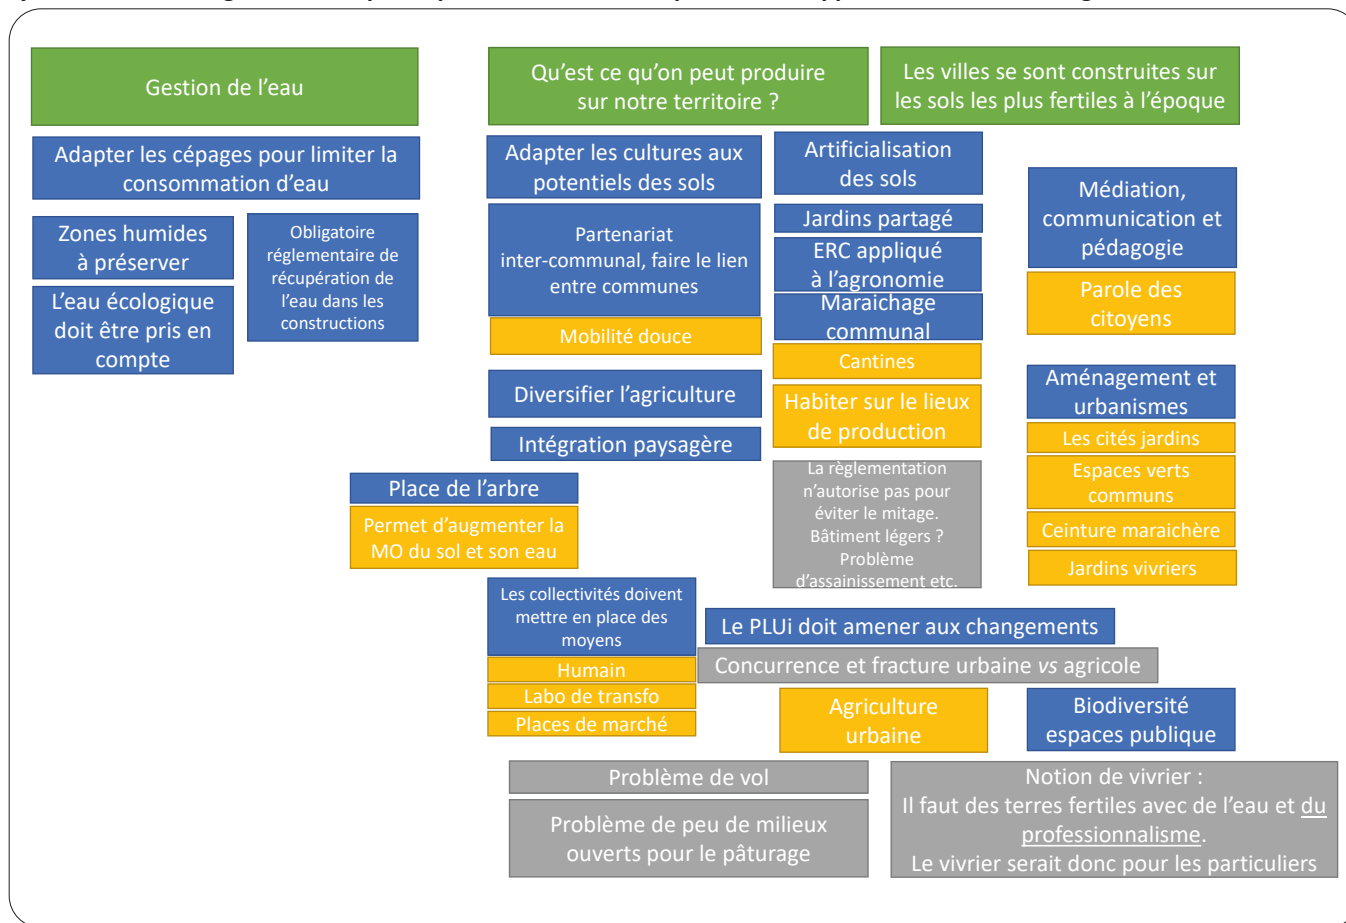 Gestion de l'eau
Adapter les cépages pour limiter la
consommation d'eau
Zones humides
à préserver
L'eau écologique
doit être pris en
compte
Obligatoire
réglementaire de
récupération de
l'eau dans les
constructions
Qu'est ce qu'on peut produire
sur notre territoire ?
Adapter les cultures aux
potentiels des sols
Partenariat
inter-communal, faire le lien
entre communes
Mobilité douce
Diversifier l'agriculture
Intégration paysagère
Place de l'arbre
Permet d'augmenter la
MO du sol et son eau
Les collectivités doivent
mettre en place des
moyens
Humain
Labo de transfo
Places de marché
Les villes se sont construites sur
les sols les plus fertiles à l'époque
Artificialisation
des sols
Jardins partagé
ERC appliqué
à l'agronomie
Maraichage
communal
Cantines
Habiter sur le lieux
de production
La règlementation
n'autorise pas pour
éviter le mitage.
Bâtiment légers ?
Problème
d'assainissement etc.
Médiation,
communication et
pédagogie
Parole des
citoyens
Aménagement et
urbanismes
Les cités jardins
Espaces verts
communs
Ceinture maraichère
Jardins vivriers
Le PLUi doit amener aux changements
Concurrence et fracture urbaine vs agricole
Agriculture
urbaine
Biodiversité
espaces publique
Problème de vol
Problème de peu de milieux
ouverts pour le pâturage
Notion de vivrier :
Il faut des terres fertiles avec de l'eau et du
professionnalisme.
Le vivrier serait donc pour les particuliers